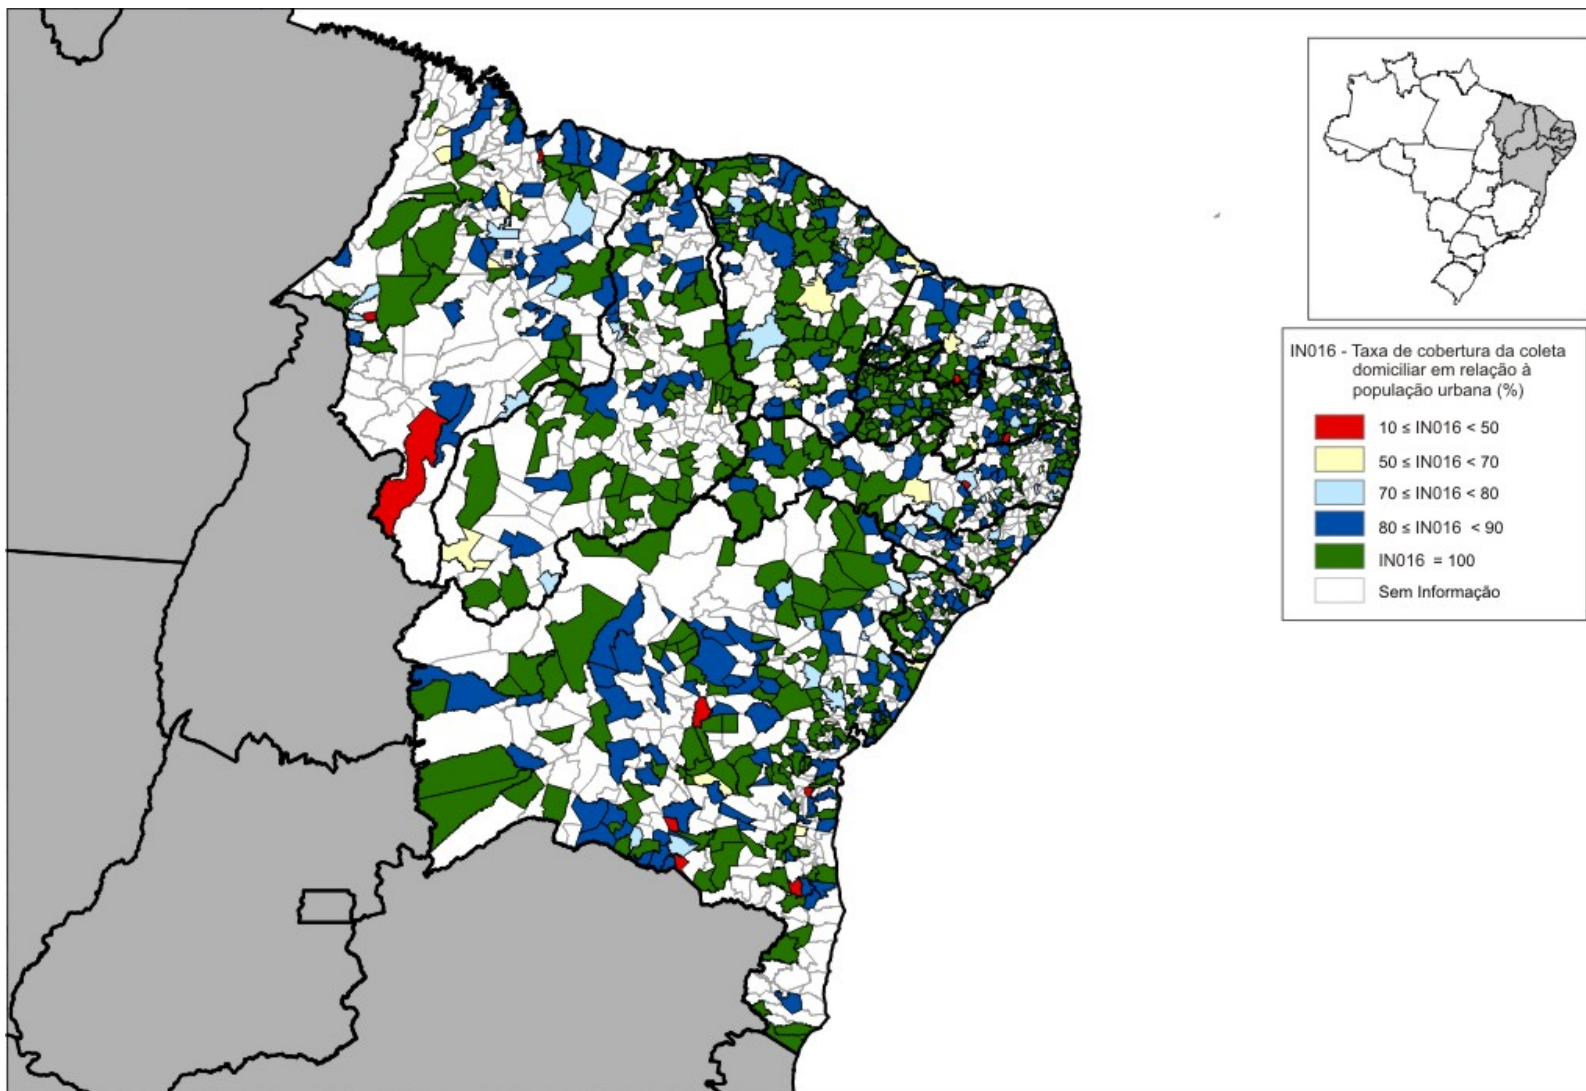 IN016 - Taxa de cobertura da coleta
domiciliar em relação à
população urbana (%)
10 ≤ IN016 < 50
50 ≤ IN016 < 70
70 ≤ IN016 < 80
80 ≤ IN016 < 90
IN016 = 100
Sem Informação